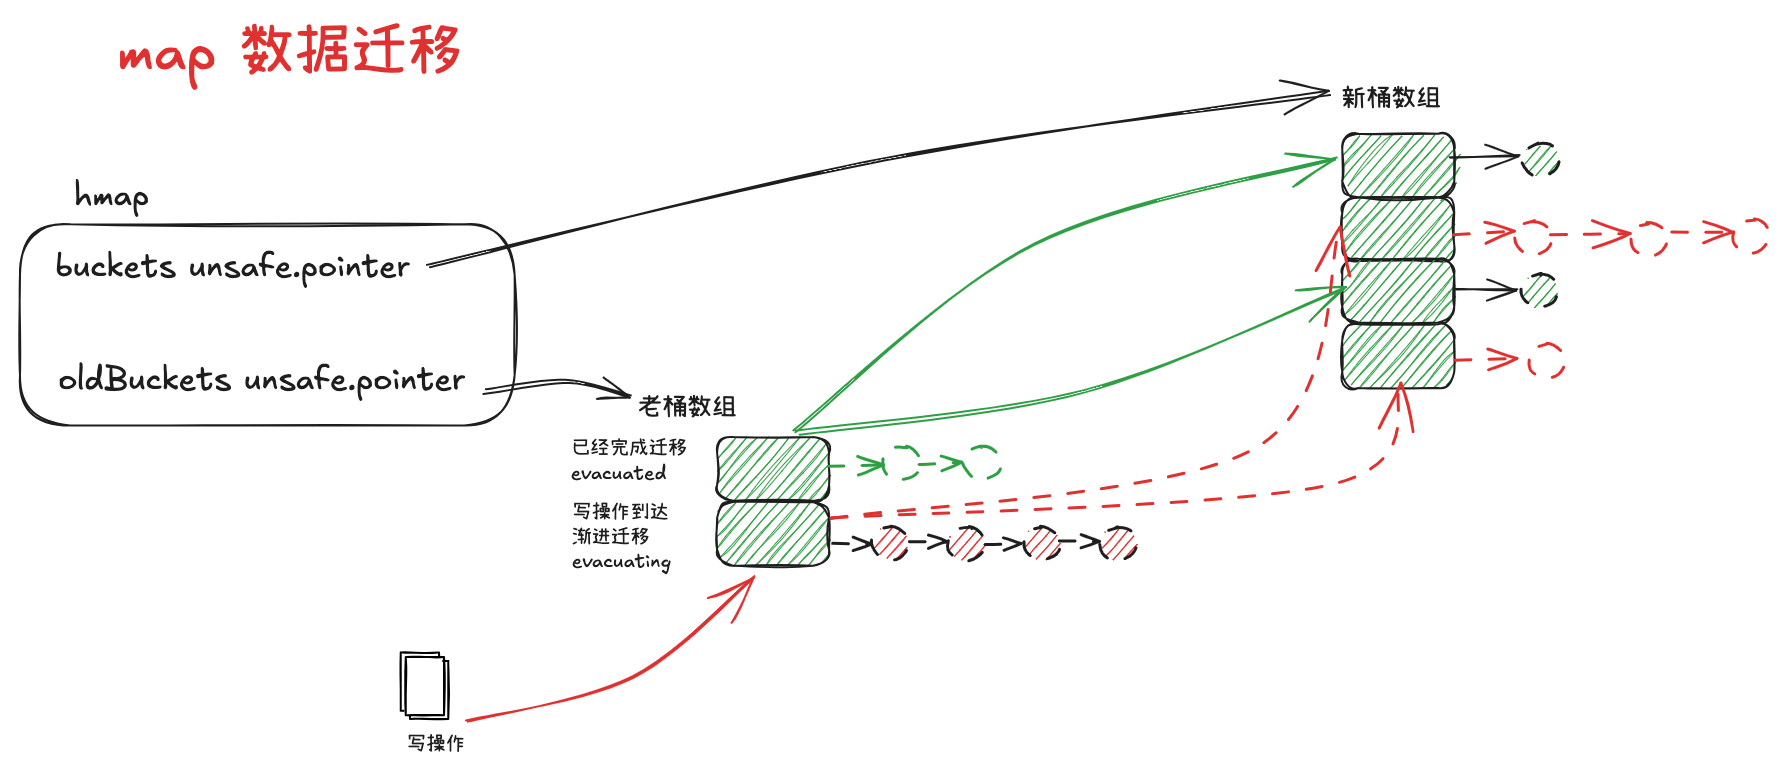 map 数据迁移
新桶数组
hmap
buckets unsafe.pointer
oldBuckets unsafe.pointer
老桶数组
已经完成迁移
evacuated
写操作到达
渐进迁移
evacuating
写操作